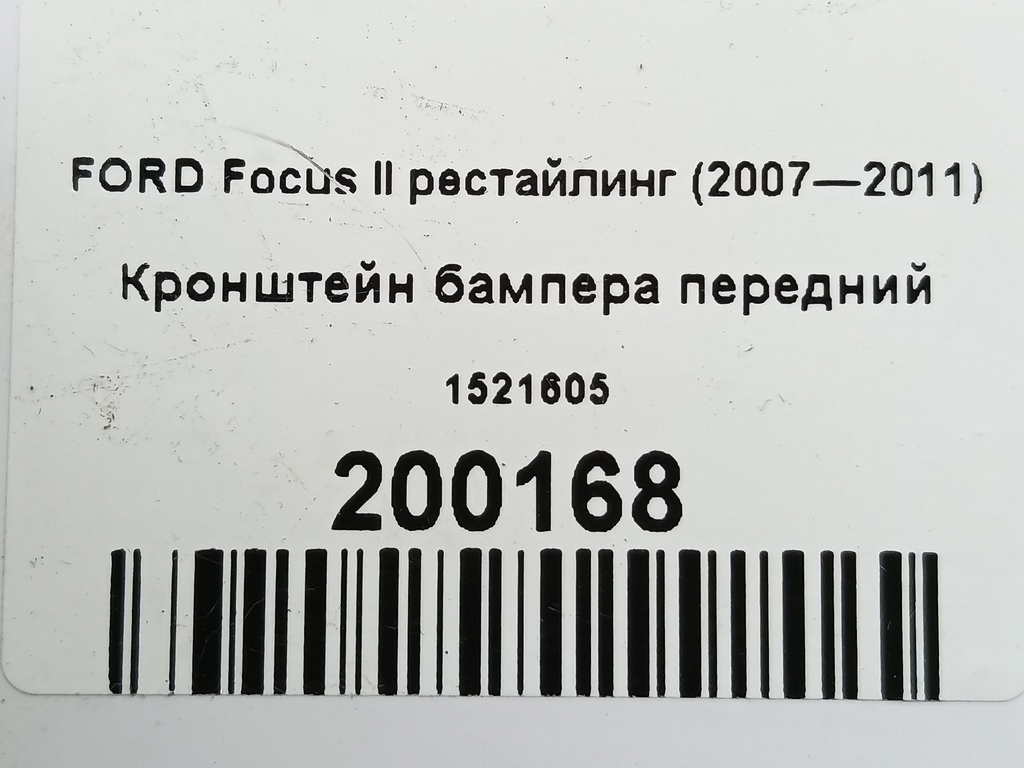 FORD Focus II рестайлинг (2007—2011)
Кронштейн бампера передний
1521605
200168